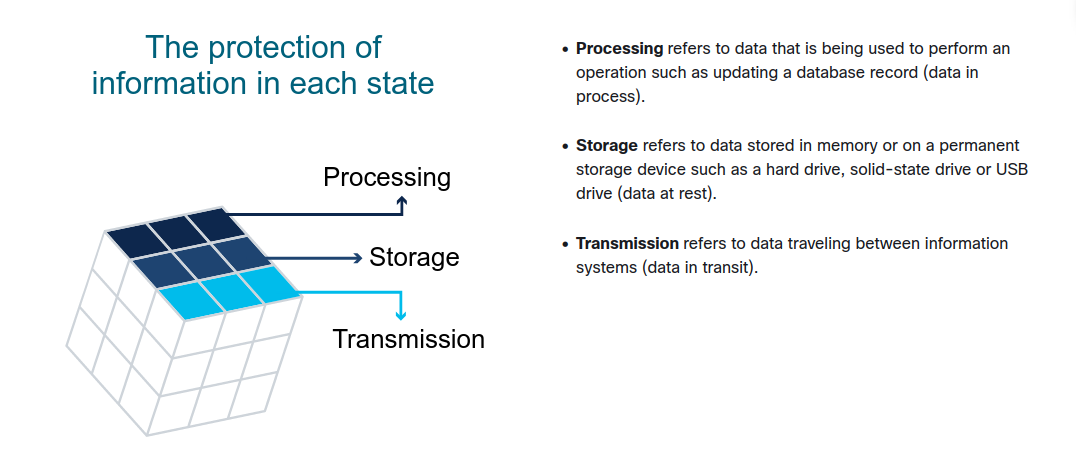 The protection of
information in each state
Processing
Storage
Transmission
• Processing refers to data that is being used to perform an
operation such as updating a database record (data in
process).
• Storage refers to data stored in memory or on a permanent
storage device such as a hard drive, solid-state drive or USB
drive (data at rest).
• Transmission refers to data traveling between information
systems (data in transit).